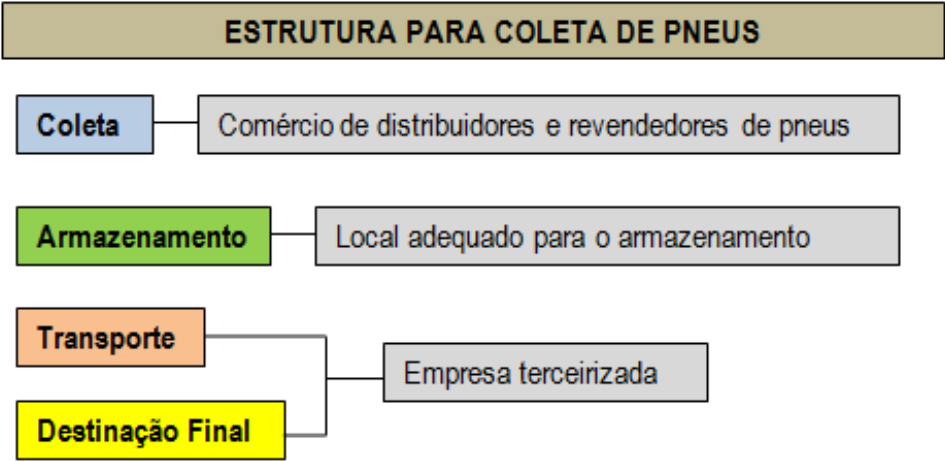 ESTRUTURA PARA COLETA DE PNEUS
Coleta
Comércio de distribuidores e revendedores de pneus
Armazenamento
Local adequado para o armazenamento
Transporte
Empresa terceirizada
Destinação Final